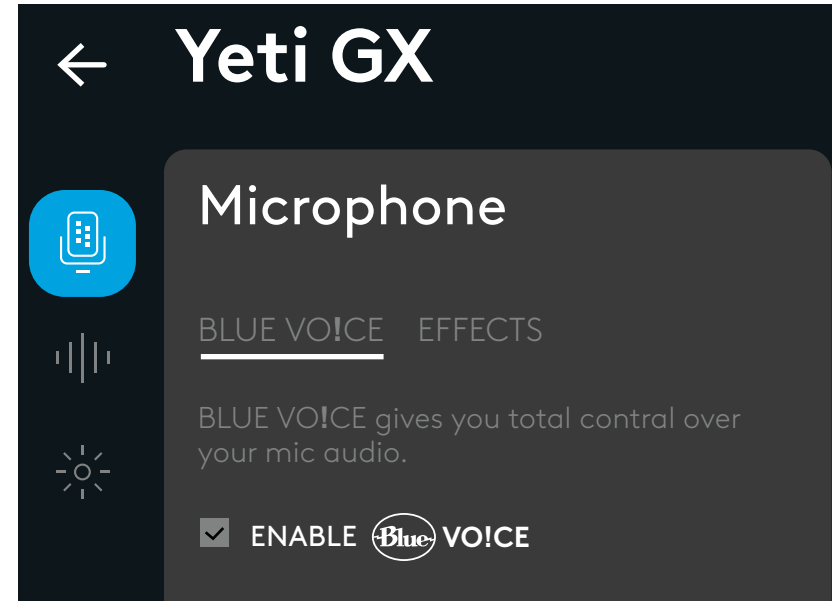 Yeti GX
Microphone
BLUE VO!CE EFFECTS
BLUE VO!CE gives you total contral over
your mic audio.
ENABLE Blue VO!CE